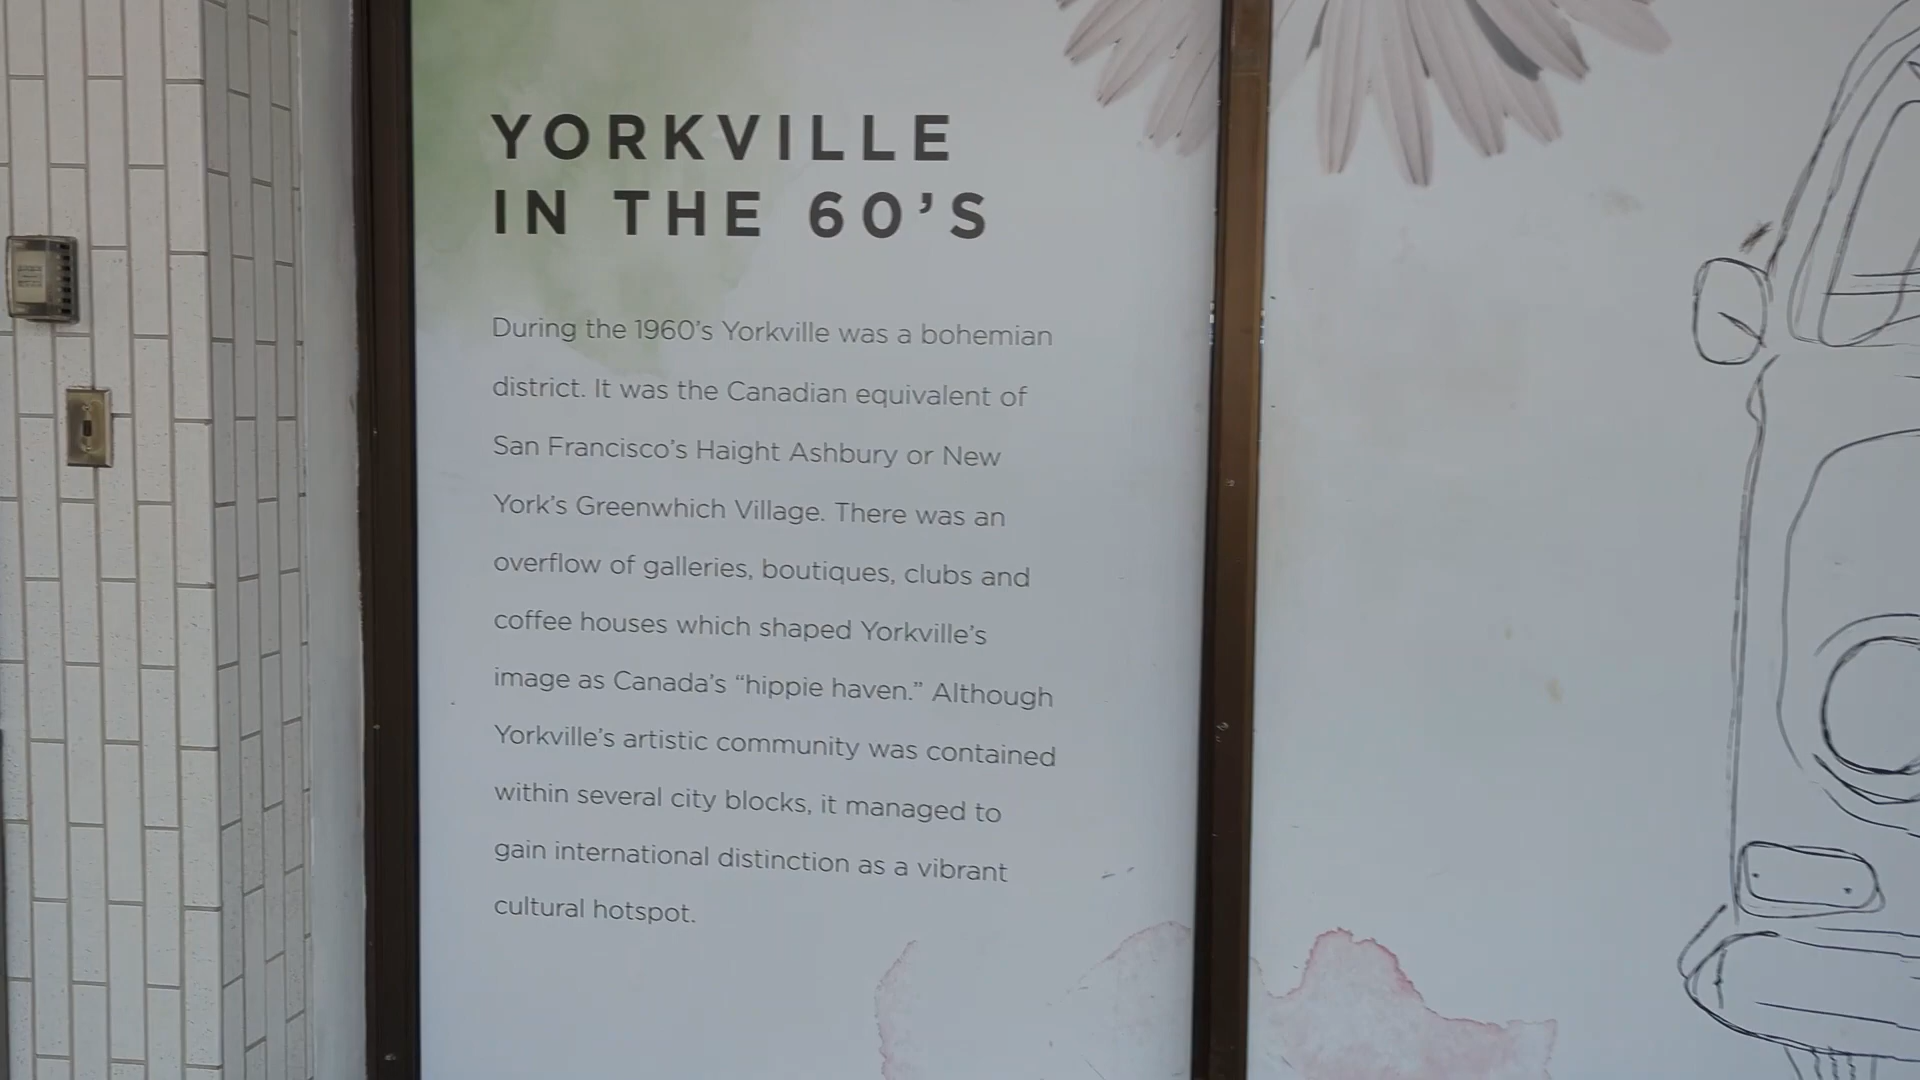 YORKVILLE
IN THE 60’S
During the 1960’s Yorkville was a bohemian
district. It was the Canadian equivalent of
San Francisco’s Haight Ashbury or New
York’s Greenwhich Village. There was an
overflow of galleries, boutiques, clubs and
coffee houses which shaped Yorkville’s
image as Canada’s “hippie haven.” Although
Yorkville’s artistic community was contained
within several city blocks, it managed to
gain international distinction as a vibrant
cultural hotspot.